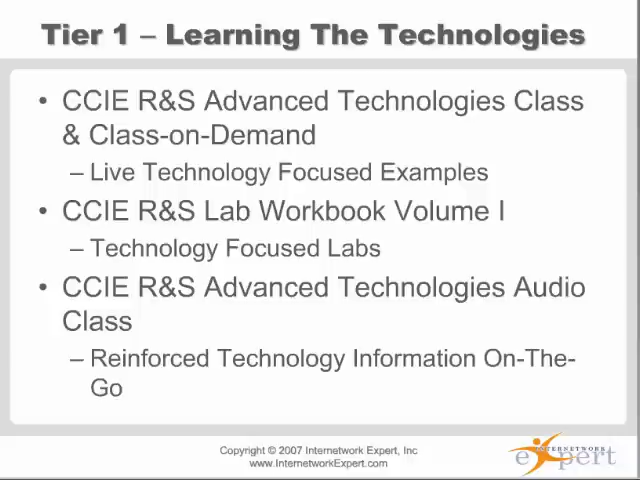 Tier 1 – Learning The Technologies
• CCIE R&S Advanced Technologies Class
& Class-on-Demand
– Live Technology Focused Examples
• CCIE R&S Lab Workbook Volume I
– Technology Focused Labs
• CCIE R&S Advanced Technologies Audio
Class
– Reinforced Technology Information On-The-
Go
Copyright © 2007 Internetwork Expert, Inc
www.InternetworkExpert.com
INTERNETWORK
expert